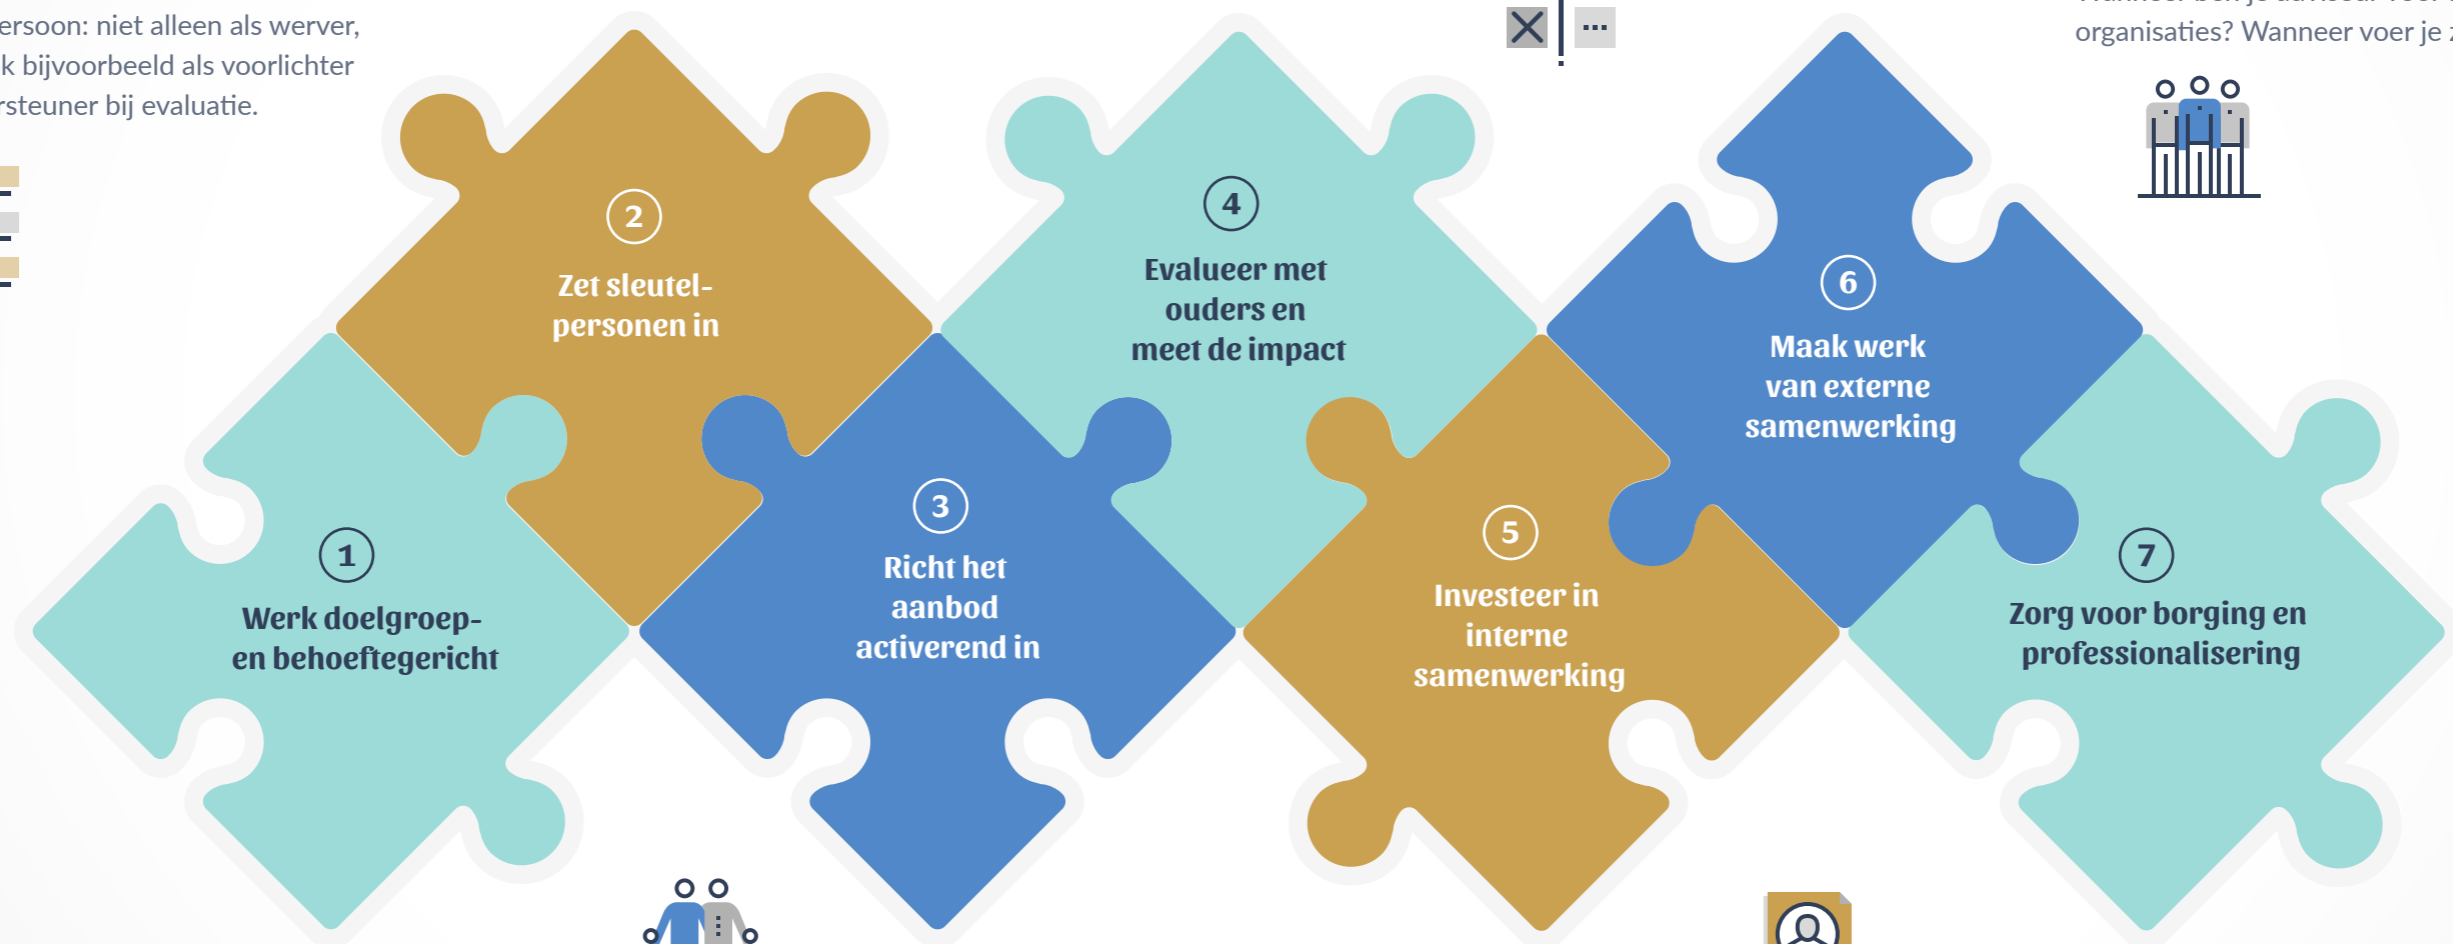 ersoon: niet alleen als werver,
k bijvoorbeeld als voorlichter
rsteuner bij evaluatie.
organisaties? Wanneer voer je
1
Werk doelgroep-
en behoeftegericht
2
Zet sleutel-
personen in
3
Richt het
aanbod
activerend in
4
Evalueer met
ouders en
meet de impact
5
Investeer in
interne
samenwerking
6
Maak werk
van externe
samenwerking
7
Zorg voor borging en
professionalisering